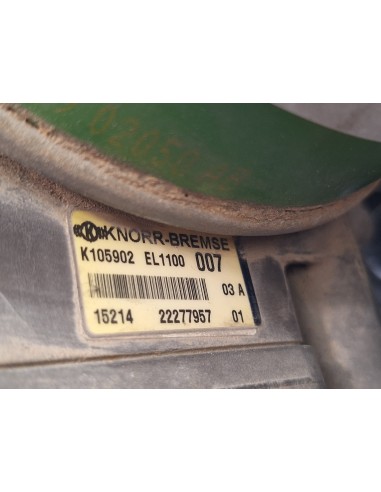 KNORR-BREMSE
K105902 EL1100 007
03 A
15214 22277957 01